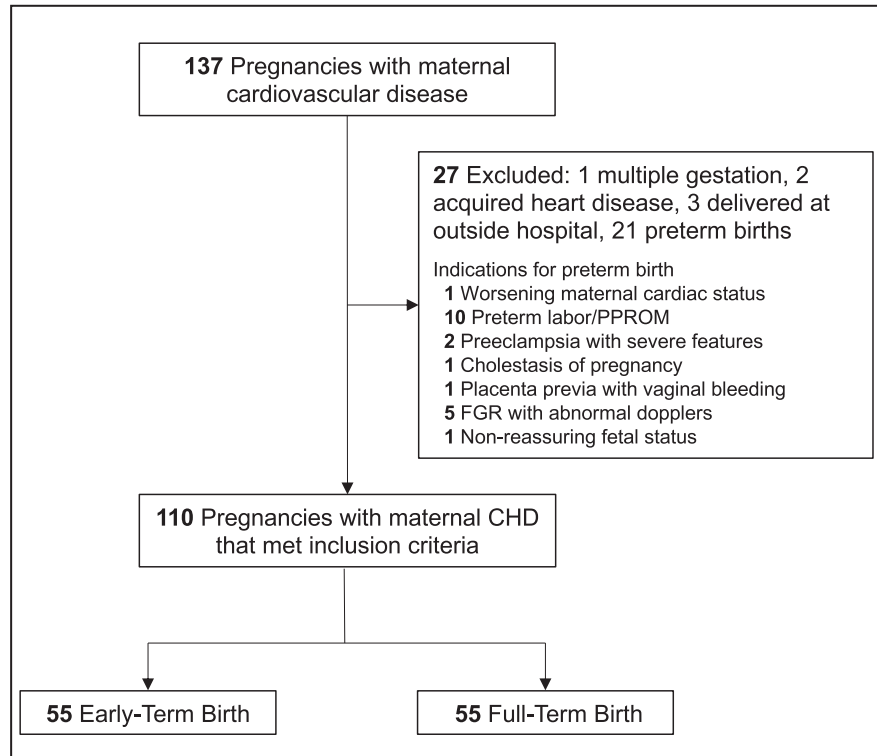 137 Pregnancies with maternal
cardiovascular disease
27 Excluded: 1 multiple gestation, 2
acquired heart disease, 3 delivered at
outside hospital, 21 preterm births
Indications for preterm birth
1 Worsening maternal cardiac status
10 Preterm labor/PPROM
2 Preeclampsia with severe features
1 Cholestasis of pregnancy
1 Placenta previa with vaginal bleeding
5 FGR with abnormal dopplers
1 Non-reassuring fetal status
110 Pregnancies with maternal CHD
that met inclusion criteria
55 Early-Term Birth
55 Full-Term Birth